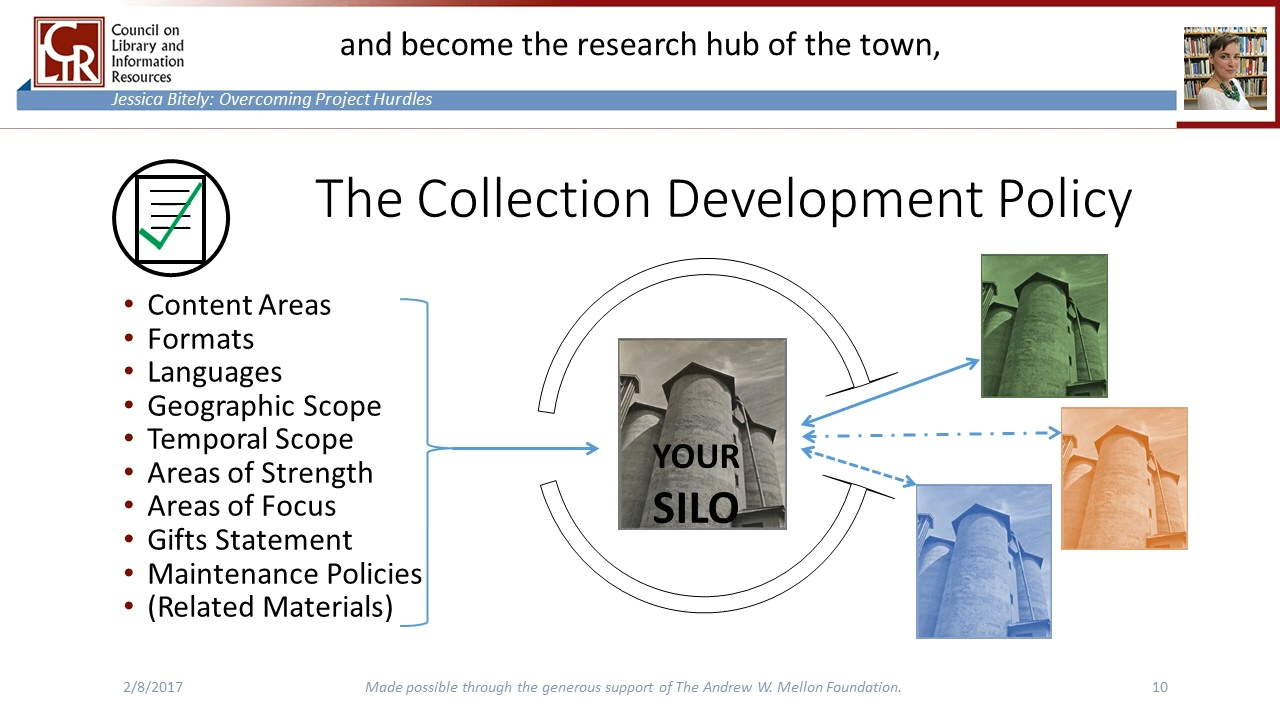 CLIR
Council on
Library and
Information
Resources
and become the research hub of the town,
Jessica Bitely: Overcoming Project Hurdles
The Collection Development Policy
• Content Areas
• Formats
• Languages
• Geographic Scope
• Temporal Scope
• Areas of Strength
• Areas of Focus
• Gifts Statement
• Maintenance Policies
• (Related Materials)
YOUR
SILO
2/8/2017
Made possible through the generous support of The Andrew W. Mellon Foundation.
10